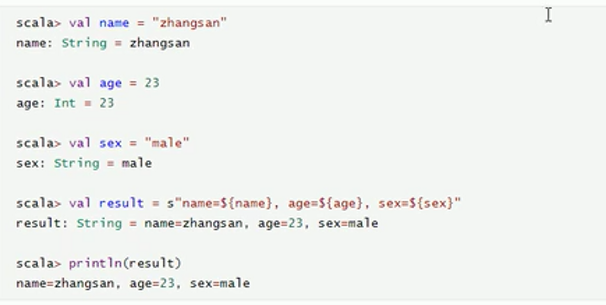 scala> val name = "zhangsan"
name: String = zhangsan
scala> val age = 23
age: Int = 23
scala> val sex = "male"
sex: String = male
scala> val result = s"name=${name}, age=${age}, sex=${sex}"
result: String = name=zhangsan, age=23, sex=male
scala> println(result)
name=zhangsan, age=23, sex=male